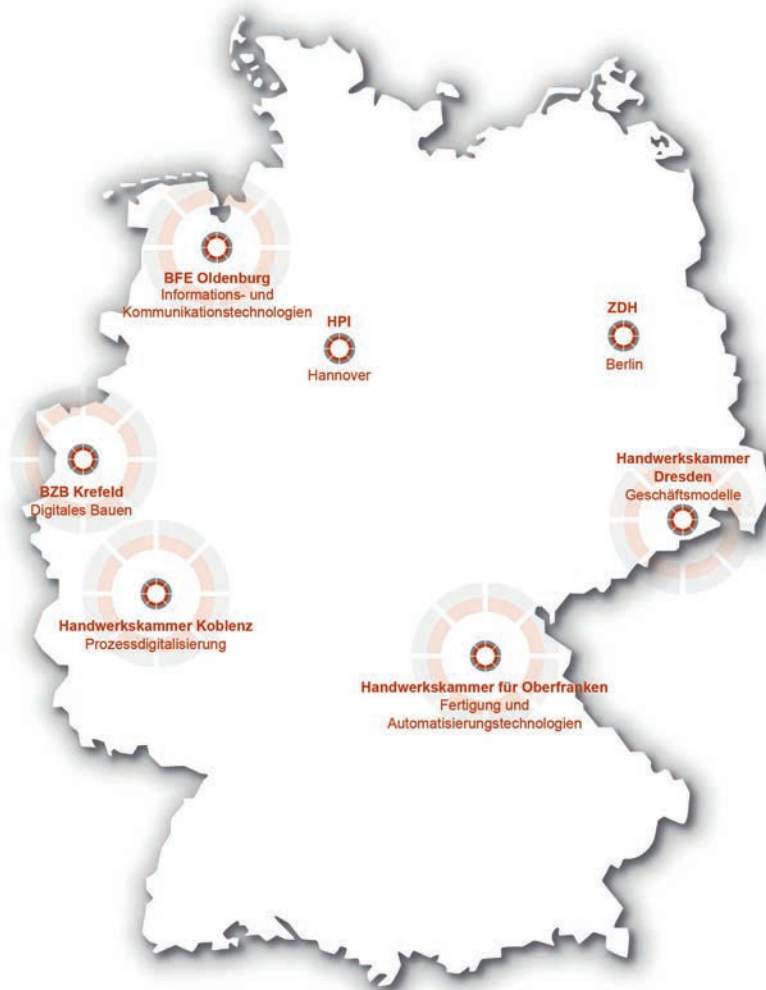 BFE Oldenburg
Informations- und
Kommunikationstechnologien
HPI
Hannover
ZDH
Berlin
BZB Krefeld
Digitales Bauen
Handwerkskammer
Dresden
Geschäftsmodelle
Handwerkskammer Koblenz
Prozessdigitalisierung
Handwerkskammer für Oberfranken
Fertigung und
Automatisierungstechnologien